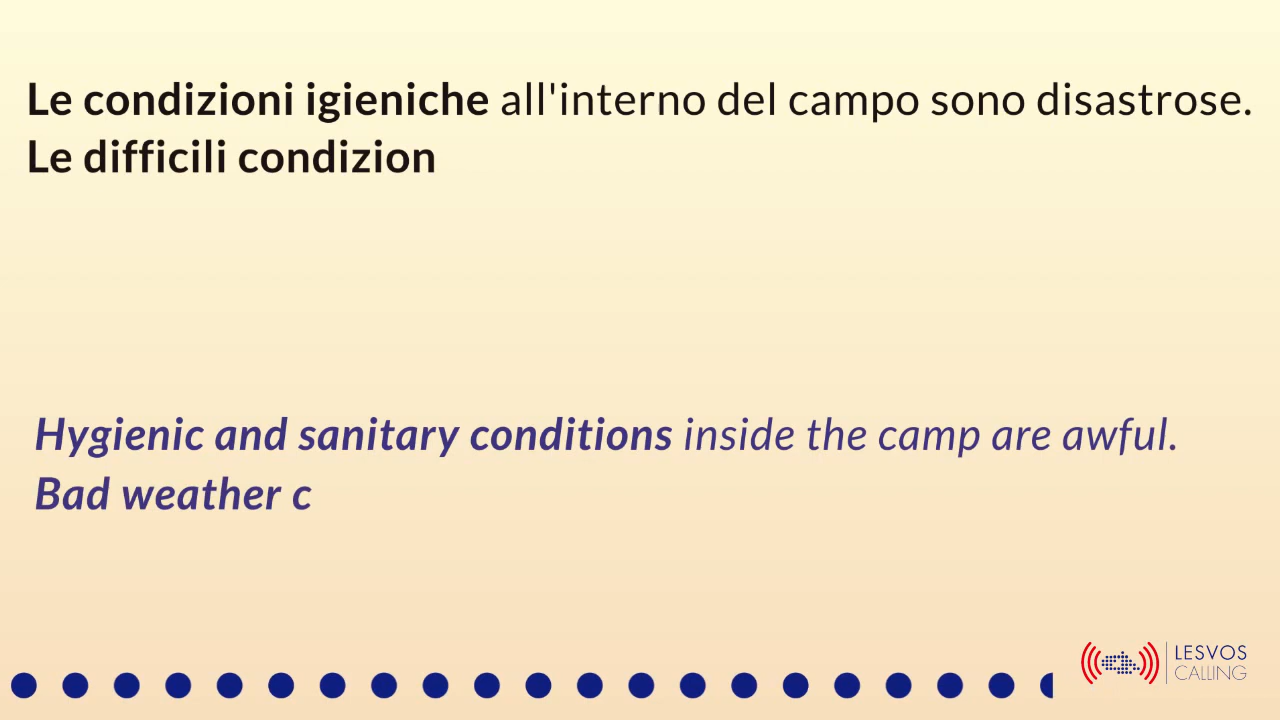 Le condizioni igieniche all'interno del campo sono disastrose.
Le difficili condizion
Hygienic and sanitary conditions inside the camp are awful.
Bad weather c
LESVOS
CALLING